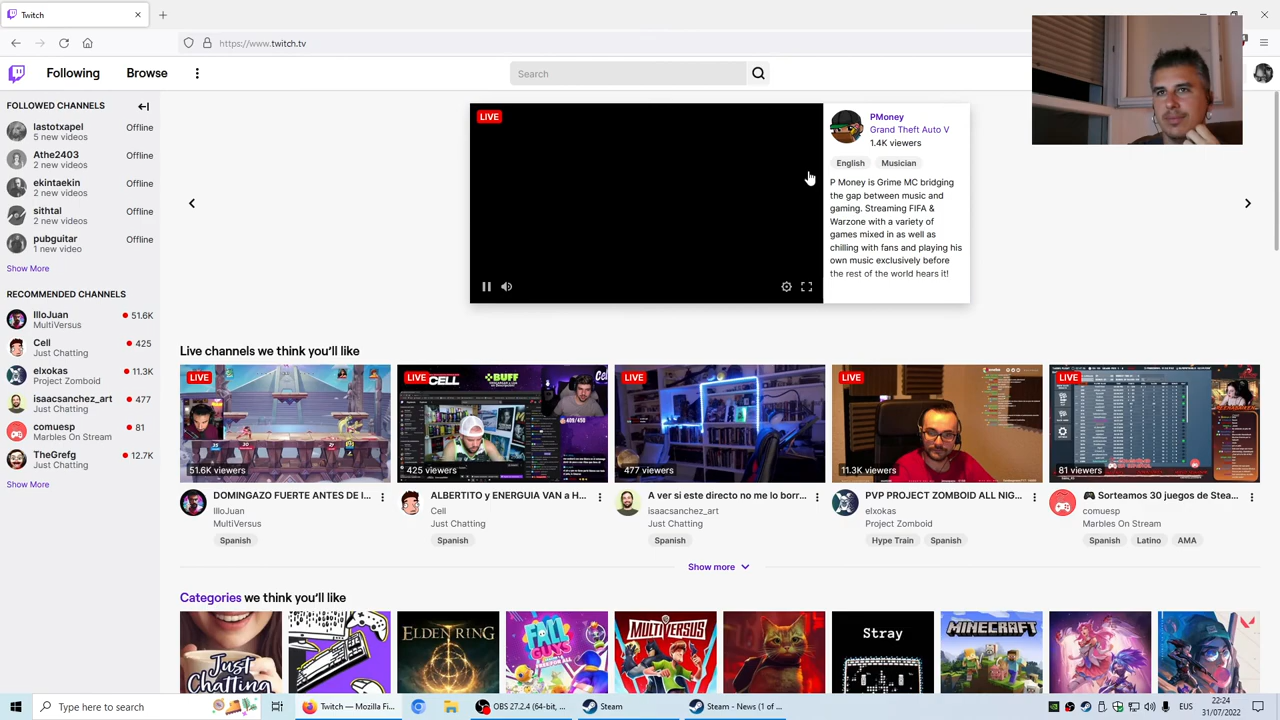 Twitch
https://www.twitch.tv
Following
Browse
Search
FOLLOWED CHANNELS
lastotxapel
Offline
5 new videos
Athe2403
Offline
2 new videos
ekintaekin
Offline
2 new videos
sithtal
Offline
2 new videos
pubguitar
Offline
1 new video
Show More
RECOMMENDED CHANNELS
IlloJuan
51.6K
MultiVersus
Cell
425
Just Chatting
elxokas
11.3K
Project Zomboid
isaacsanchez_art
477
Just Chatting
comuesp
81
Marbles On Stream
TheGrefg
12.7K
Just Chatting
Show More
LIVE
PMoney
Grand Theft Auto V
1.4K viewers
English
Musician
P Money is Grime MC bridging
the gap between music and
gaming. Streaming FIFA &
Warzone with a variety of
games mixed in as well as
chilling with fans and playing his
own music exclusively before
the rest of the world hears it!
Live channels we think you'll like
LIVE
51.6K viewers
DOMINGAZO FUERTE ANTES DE I...
IlloJuan
MultiVersus
Spanish
LIVE
CELL
BUFF
425 viewers
ALBERTITO y ENERGUIA VAN a H...
Cell
Just Chatting
Spanish
LIVE
477 viewers
A ver si este directo no me lo borr...
isaacsanchez_art
Just Chatting
Spanish
LIVE
11.3K viewers
PVP PROJECT ZOMBOID ALL NIG...
elxokas
Project Zomboid
Hype Train
Spanish
LIVE
81 viewers
Sorteamos 30 juegos de Stea...
comuesp
Marbles On Stream
Spanish
Latino
AMA
Show more
Categories we think you'll like
Just
Chatting
ELDEN RING
FALL
GUYS
MULTIVERSUS
Stray
MINECRAFT
Type here to search
Twitch — Mozilla Fi...
OBS 27.2.4 (64-bit, ...
Steam
Steam - News (1 of ...
22:24
31/07/2022